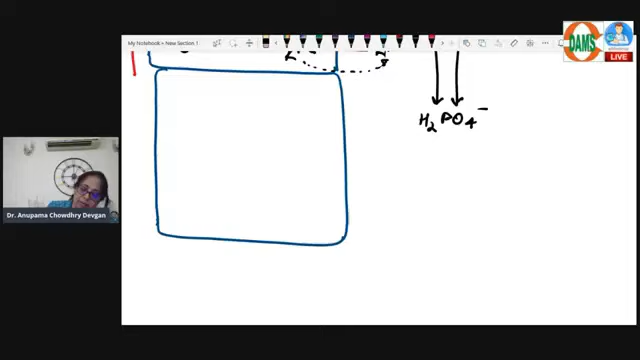 My Notebook > New Section 1
DAMS
LIVE
H₂PO₄⁻
Dr. Anupama Chowdhry Devgan